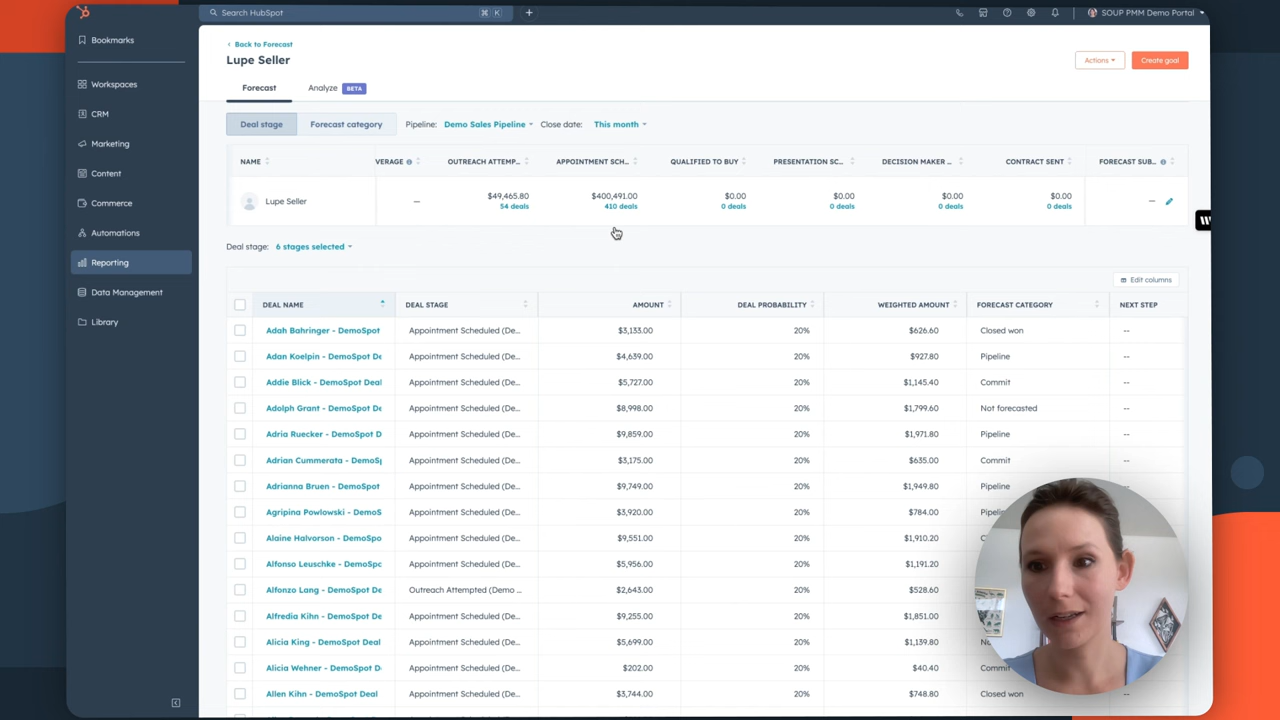 Search HubSpot ⌘ K +
SOUP PMM Demo Portal
Bookmarks
Workspaces
CRM
Marketing
Content
Commerce
Automations
Reporting
Data Management
Library
Back to Forecast
Lupe Seller
Actions
Create goal
Forecast
Analyze BETA
Deal stage
Forecast category
Pipeline: Demo Sales Pipeline
Close date: This month
NAME VERAGE OUTREACH ATTEMP... APPOINTMENT SCH... QUALIFIED TO BUY PRESENTATION SC... DECISION MAKER ... CONTRACT SENT FORECAST SUB...
Lupe Seller — $49,465.80 $400,491.00 $0.00 $0.00 $0.00 $0.00 —
54 deals 410 deals 0 deals 0 deals 0 deals 0 deals
Deal stage: 6 stages selected
Edit columns
DEAL NAME DEAL STAGE AMOUNT DEAL PROBABILITY WEIGHTED AMOUNT FORECAST CATEGORY NEXT STEP
Adah Bahringer - DemoSpot Appointment Scheduled (De... $3,133.00 20% $626.60 Closed won --
Adan Koelpin - DemoSpot De Appointment Scheduled (De... $4,639.00 20% $927.80 Pipeline --
Addie Blick - DemoSpot Deal Appointment Scheduled (De... $5,727.00 20% $1,145.40 Commit --
Adolph Grant - DemoSpot De Appointment Scheduled (De... $8,998.00 20% $1,799.60 Not forecasted --
Adria Ruecker - DemoSpot D Appointment Scheduled (De... $9,859.00 20% $1,971.80 Pipeline --
Adrian Cummerata - DemoSp Appointment Scheduled (De... $3,175.00 20% $635.00 Commit --
Adrianna Bruen - DemoSpot Appointment Scheduled (De... $9,749.00 20% $1,949.80 Pipeline --
Agripina Powlowski - DemoS Appointment Scheduled (De... $3,920.00 20% $784.00
Alaine Halvorson - DemoSpo Appointment Scheduled (De... $9,551.00 20% $1,910.20
Alfonso Leuschke - DemoSpc Appointment Scheduled (De... $5,956.00 20% $1,191.20
Alfonzo Lang - DemoSpot De Outreach Attempted (Demo ... $2,643.00 20% $528.60
Alfredia Kihn - DemoSpot De Appointment Scheduled (De... $9,255.00 20% $1,851.00
Alicia King - DemoSpot Deal Appointment Scheduled (De... $5,699.00 20% $1,139.80
Alicia Wehner - DemoSpot D Appointment Scheduled (De... $202.00 20% $40.40 Commit
Allen Kihn - DemoSpot Deal Appointment Scheduled (De... $3,744.00 20% $748.80 Closed won --